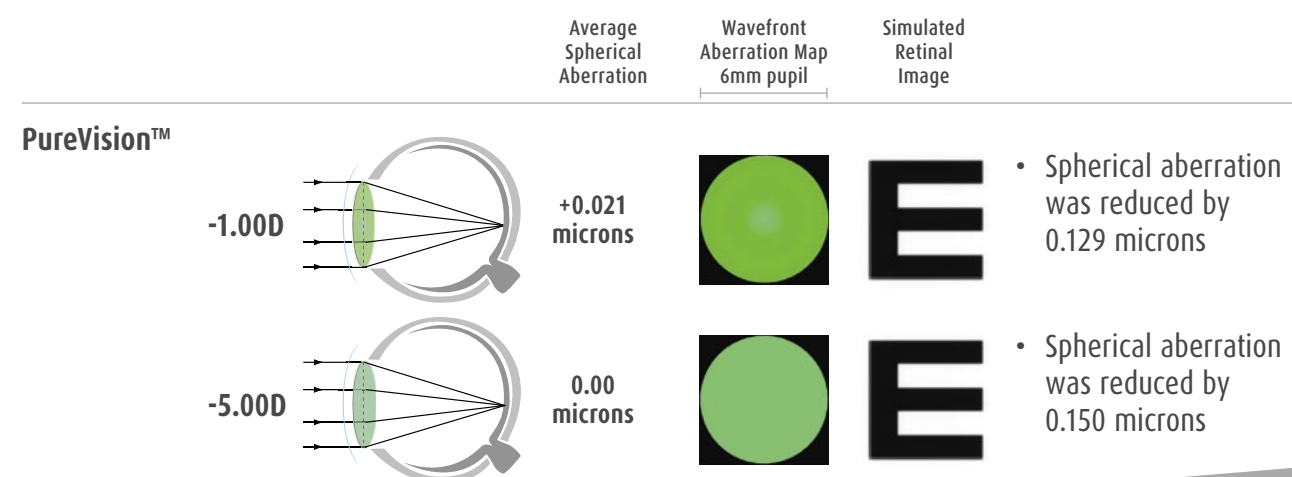 Average
Spherical
Aberration
Wavefront
Aberration Map
6mm pupil
Simulated
Retinal
Image
PureVision™
-1.00D
+0.021
microns
E
• Spherical aberration
was reduced by
0.129 microns
-5.00D
0.00
microns
E
• Spherical aberration
was reduced by
0.150 microns